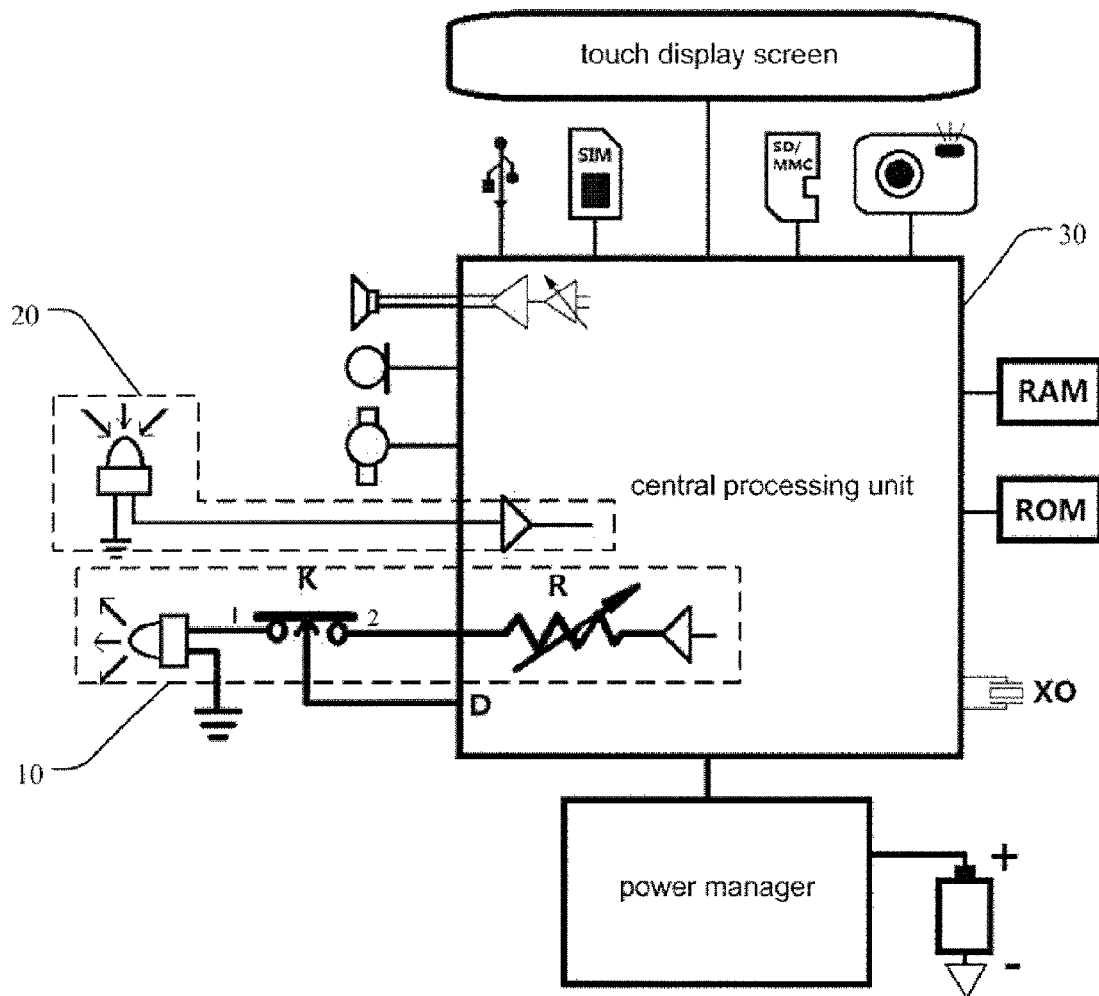 touch display screen
SIM
SD/
MMC
30
20
RAM
central processing unit
ROM
K
R
1
2
D
XO
10
+
power manager
-